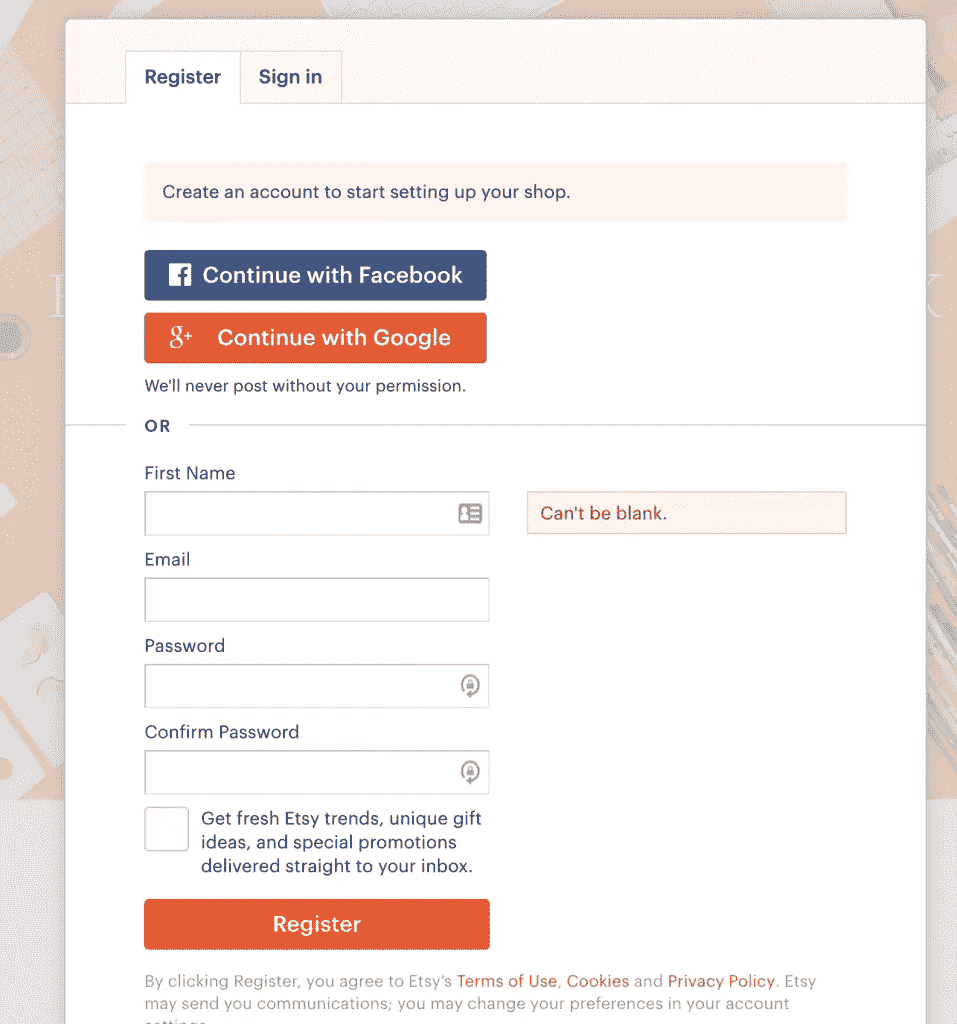 Register
Sign in
Create an account to start setting up your shop.
Continue with Facebook
g+ Continue with Google
We'll never post without your permission.
OR
First Name
Can't be blank.
Email
Password
Confirm Password
Get fresh Etsy trends, unique gift
ideas, and special promotions
delivered straight to your inbox.
Register
By clicking Register, you agree to Etsy's Terms of Use, Cookies and Privacy Policy. Etsy
may send you communications; you may change your preferences in your account
settings.